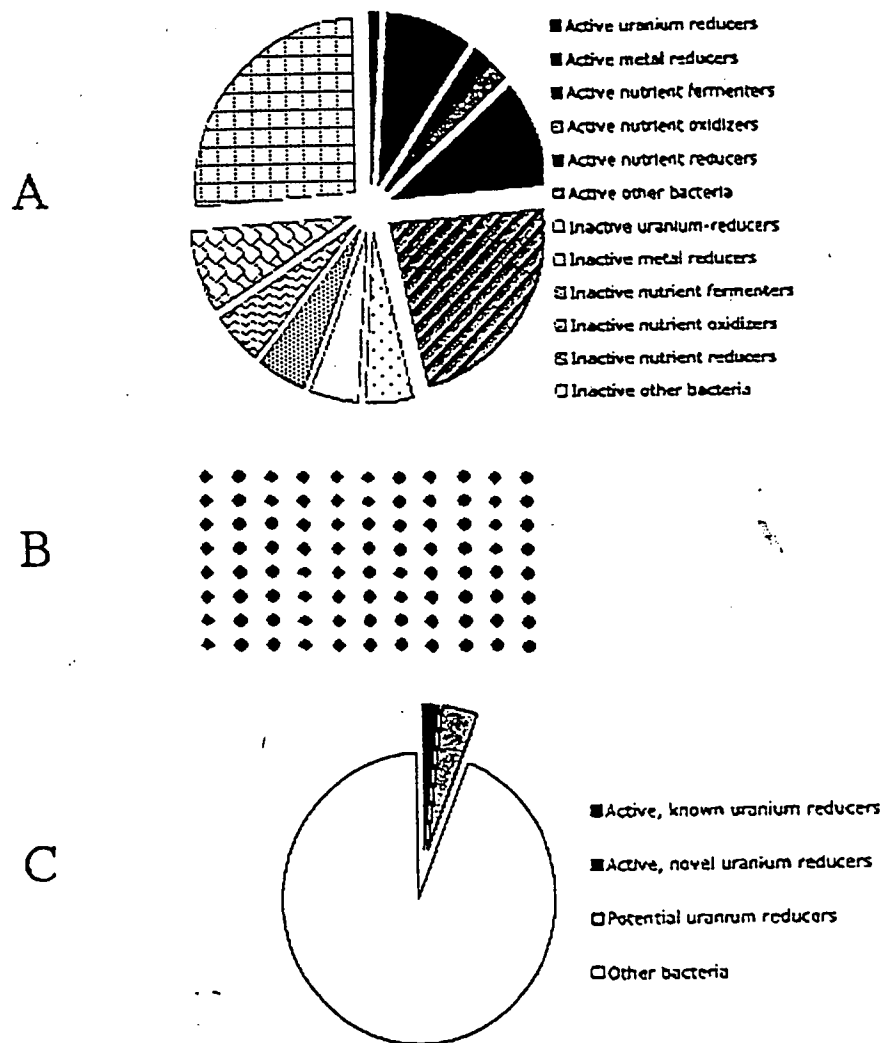 A
Active uranium reducers
Active metal reducers
Active nutrient fermenters
Active nutrient oxidizers
Active nutrient reducers
Active other bacteria
Inactive uranium-reducers
Inactive metal reducers
Inactive nutrient fermenters
Inactive nutrient oxidizers
Inactive nutrient reducers
Inactive other bacteria
B
C
Active, known uranium reducers
Active, novel uranium reducers
Potential uranium reducers
Other bacteria